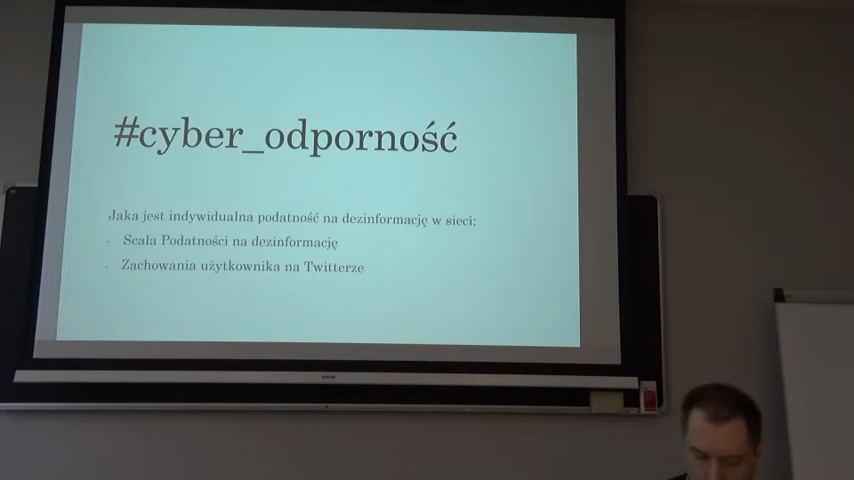 #cyber_odporność
Jaka jest indywidualna podatność na dezinformację w sieci:
- Scala Podatności na dezinformację
- Zachowania użytkownika na Twitterze